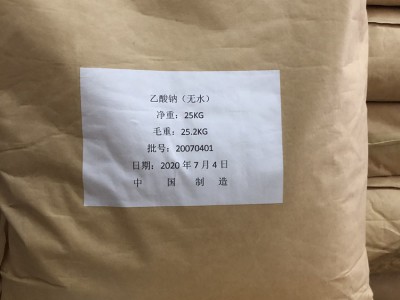 乙酸钠（无水）
净重：25KG
毛重：25.2KG
批号：20070401
日期：2020 年 7 月 4 日
中 国 制 造